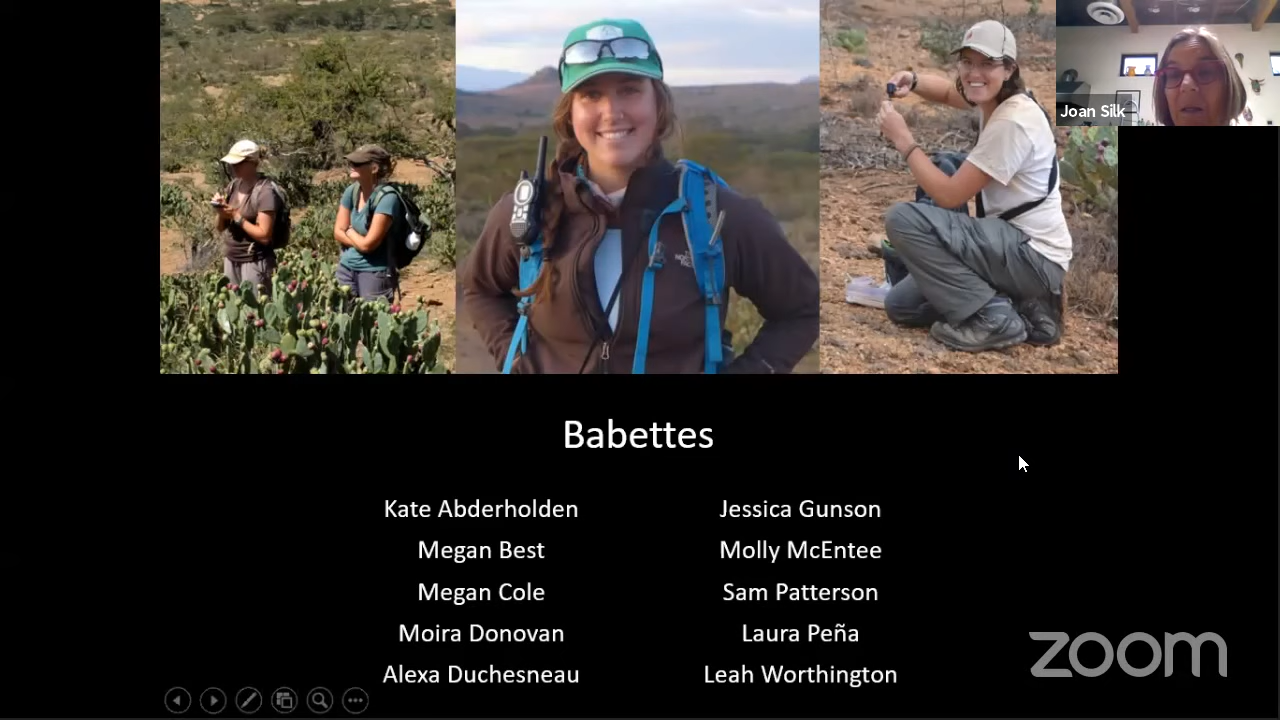 Joan Silk
Babettes
Kate Abderholden
Megan Best
Megan Cole
Moira Donovan
Alexa Duchesneau
Jessica Gunson
Molly McEntee
Sam Patterson
Laura Peña
Leah Worthington
zoom